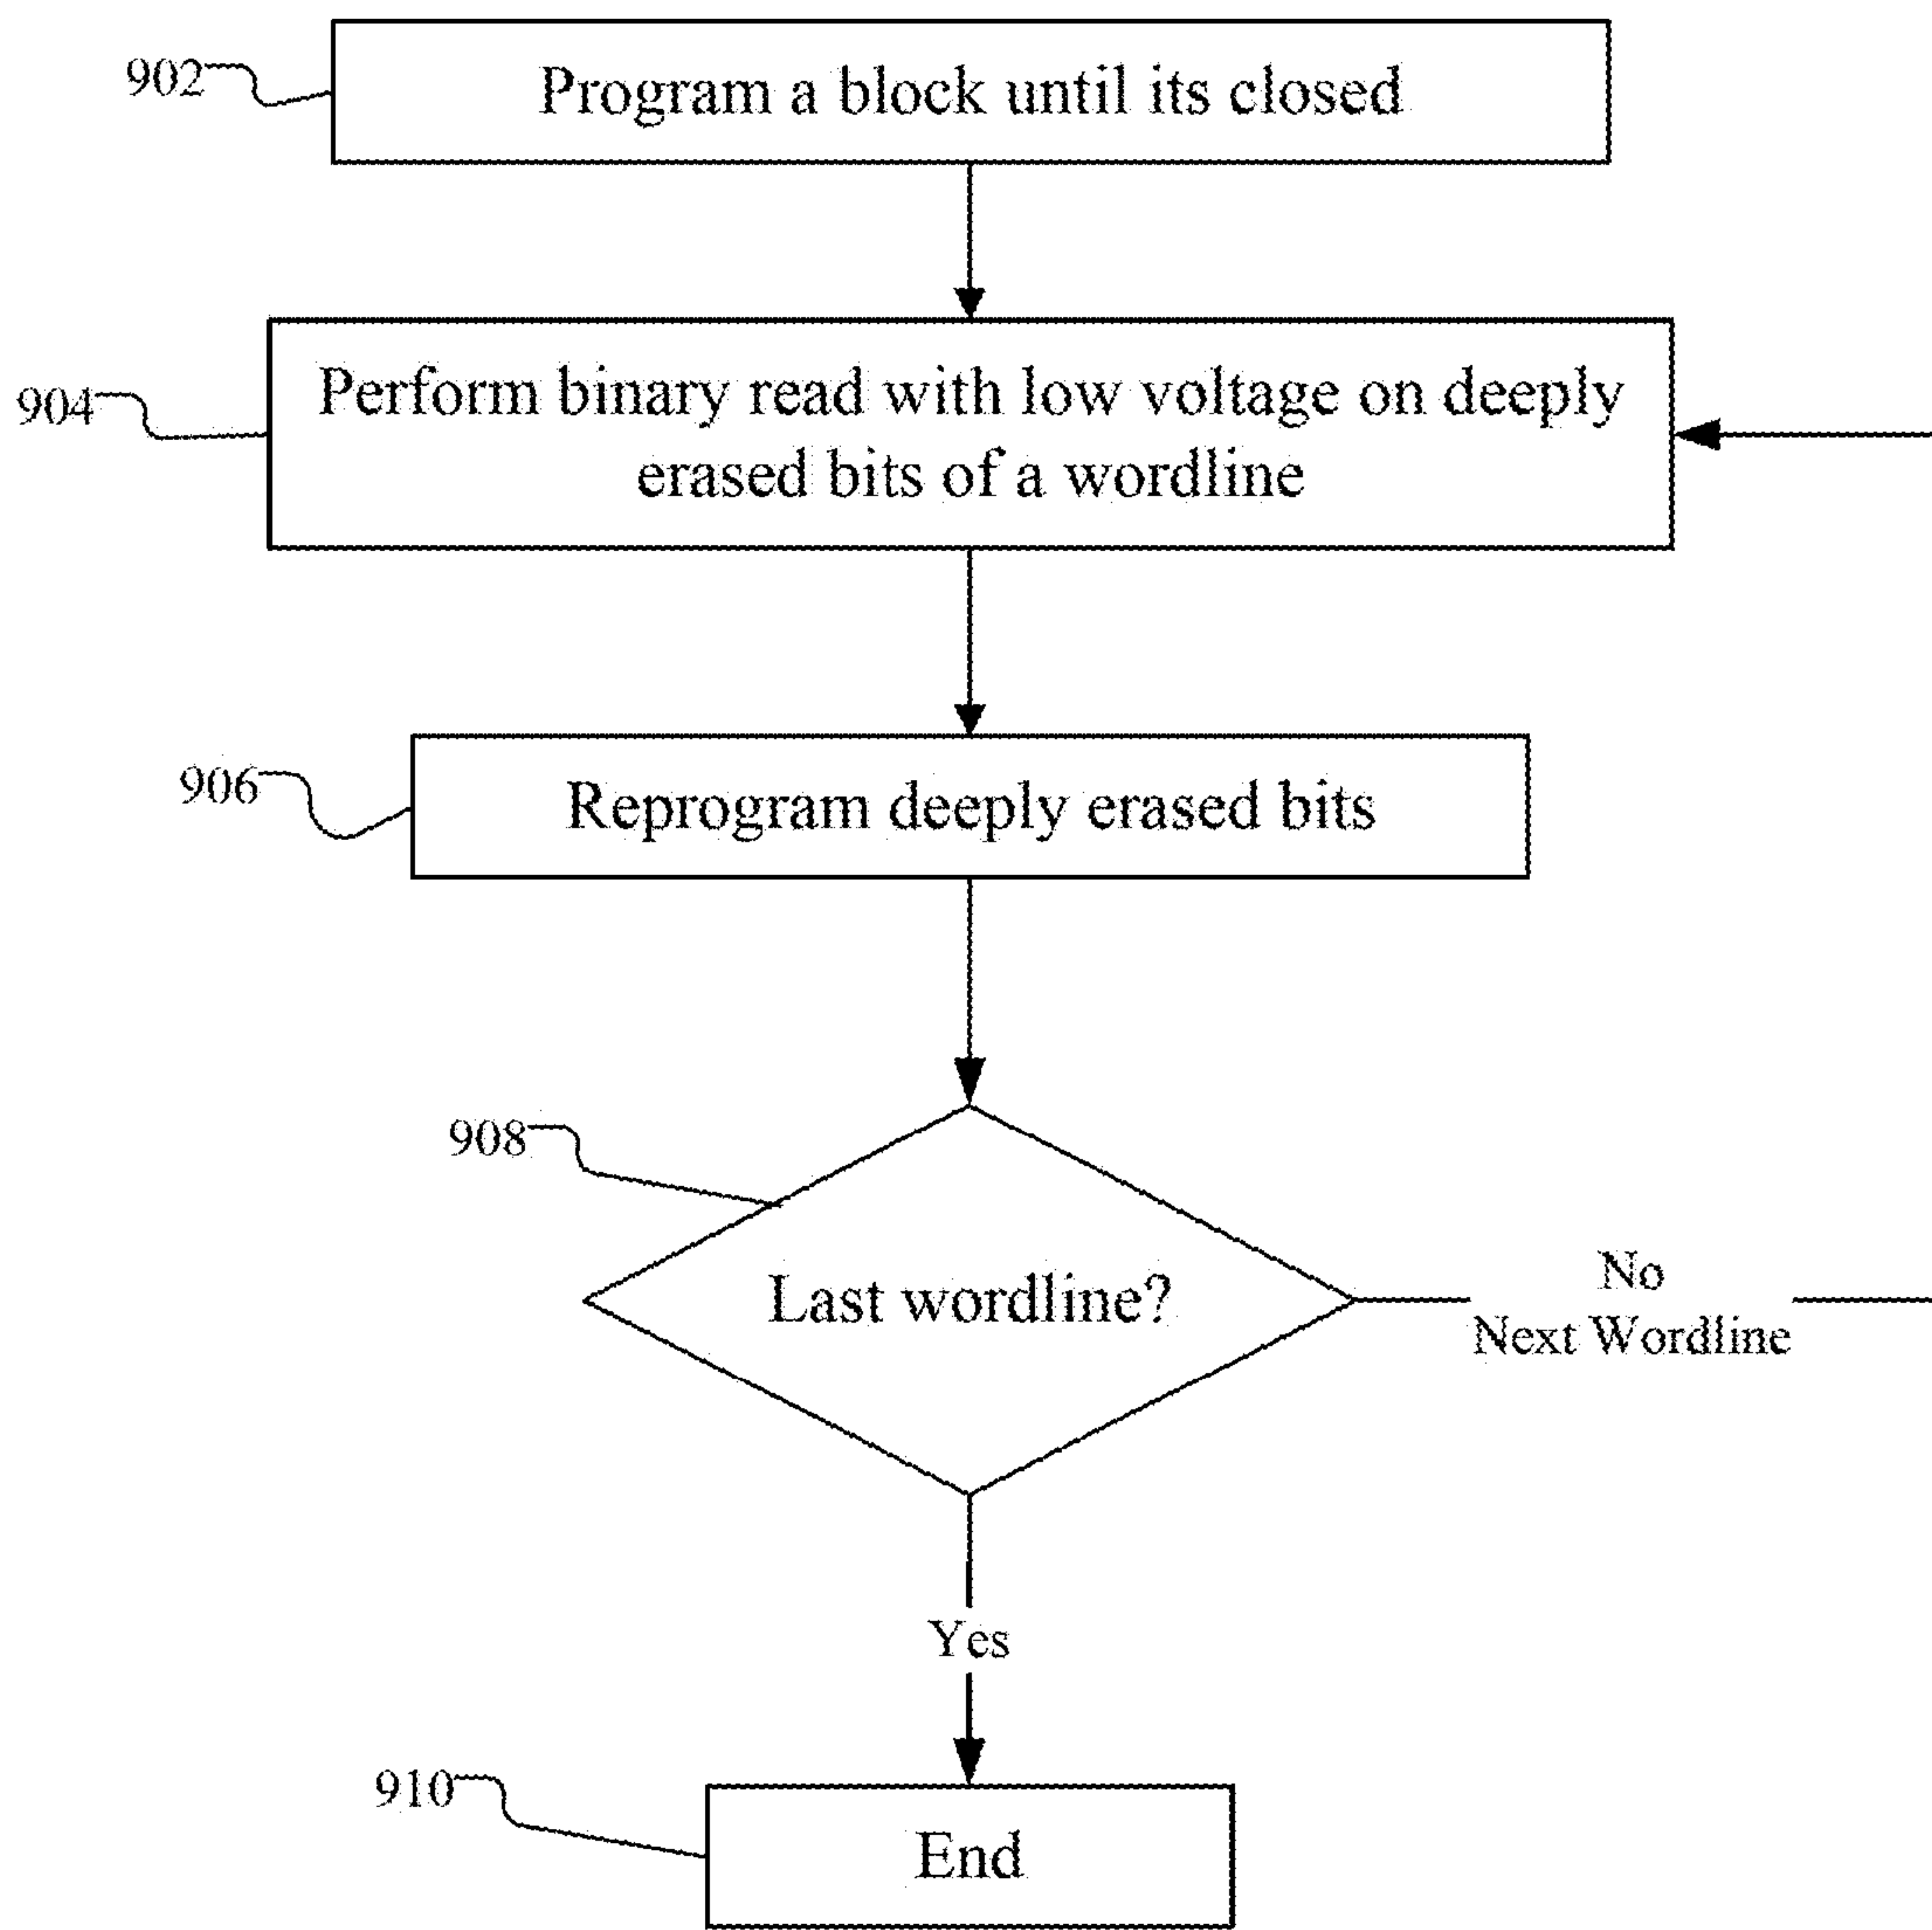 902
Program a block until its closed
904
Perform binary read with low voltage on deeply
erased bits of a wordline
906
Reprogram deeply erased bits
908
Last wordline?
No
Next Wordline
Yes
910
End